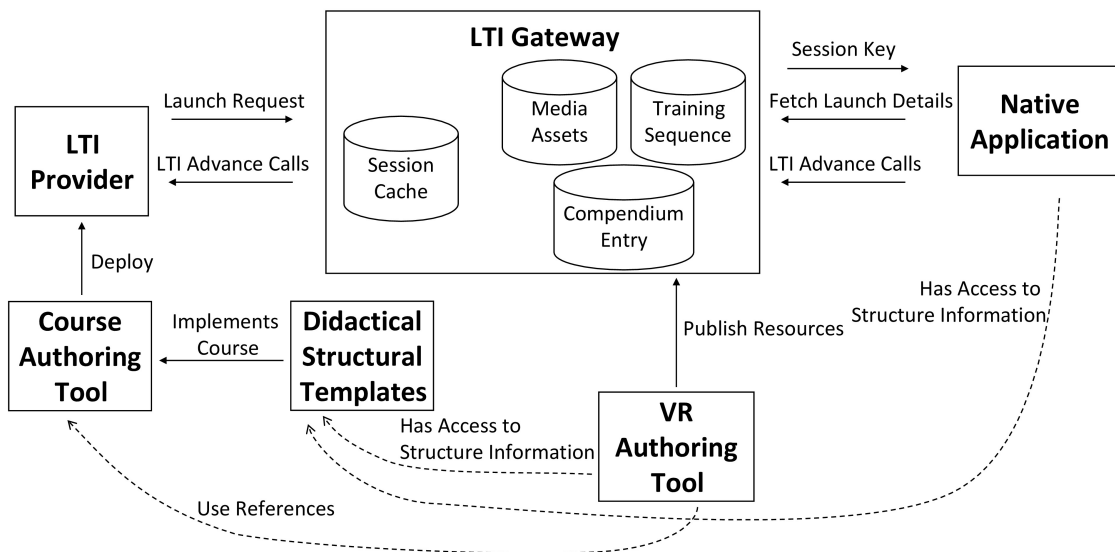 LTI Gateway
Session Key
Launch Request
Media
Assets
Training
Sequence
Fetch Launch Details
Native
Application
LTI
Provider
LTI Advance Calls
Session
Cache
LTI Advance Calls
Compendium
Entry
Deploy
Has Access to
Structure Information
Course
Authoring
Tool
Implements
Course
Didactical
Structural
Templates
Publish Resources
Has Access to
Structure Information
VR
Authoring
Tool
Use References